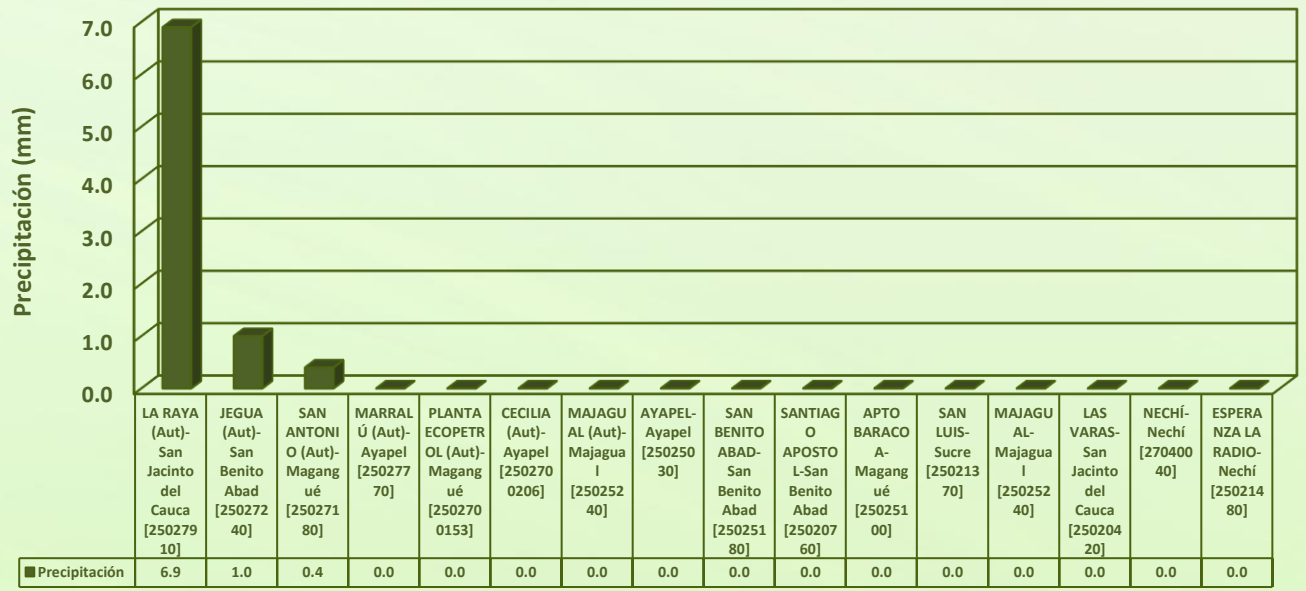 Precipitación (mm)
7.0
6.0
5.0
4.0
3.0
2.0
1.0
0.0
LA RAYA
(Aut)-
San
Jacinto
del
Cauca
[250279
10]
JEGUA
(Aut)-
San
Benito
Abad
[250272
40]
SAN
ANTONI
O (Aut)-
Magang
ué
[250271
80]
MARRAL
Ú (Aut)-
Ayapel
[250277
70]
PLANTA
ECOPETR
OL (Aut)-
Magang
ué
[250270
0153]
CECILIA
(Aut)-
Ayapel
[250270
0206]
MAJAGU
AL (Aut)-
Majagua
l
[250252
40]
AYAPEL-
Ayapel
[250250
30]
SAN
BENITO
ABAD-
San
Benito
Abad
[250251
80]
SANTIAG
O
APOSTO
L-San
Benito
Abad
[250207
60]
APTO
BARACO
A-
Magang
ué
[250251
00]
SAN
LUIS-
Sucre
[250213
70]
MAJAGU
AL-
Majagua
l
[250252
40]
LAS
VARAS-
San
Jacinto
del
Cauca
[250204
20]
NECHÍ-
Nechí
[270400
40]
ESPERA
NZA LA
RADIO-
Nechí
[250214
80]
Precipitación 6.9 1.0 0.4 0.0 0.0 0.0 0.0 0.0 0.0 0.0 0.0 0.0 0.0 0.0 0.0 0.0